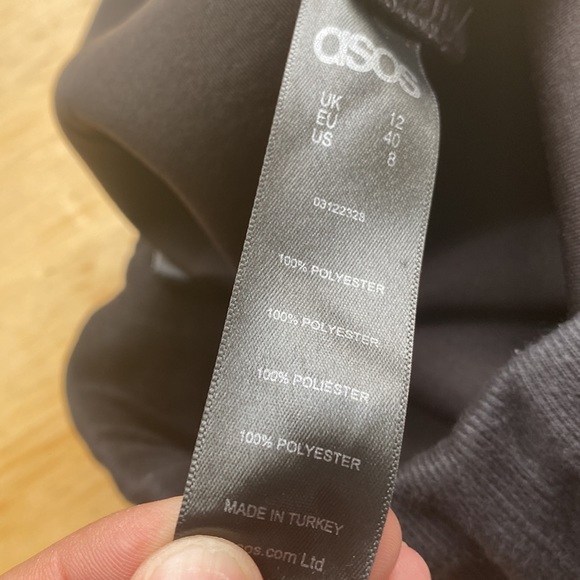 asos
UK 12
EU 40
US 8
03122328
100% POLYESTER
100% POLYESTER
100% POLIESTER
100% POLYESTER
MADE IN TURKEY
sos.com Ltd